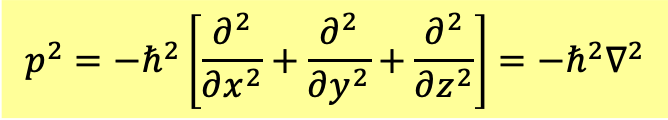 p² = −ℏ² [∂²/∂x² + ∂²/∂y² + ∂²/∂z²] = −ℏ²∇²